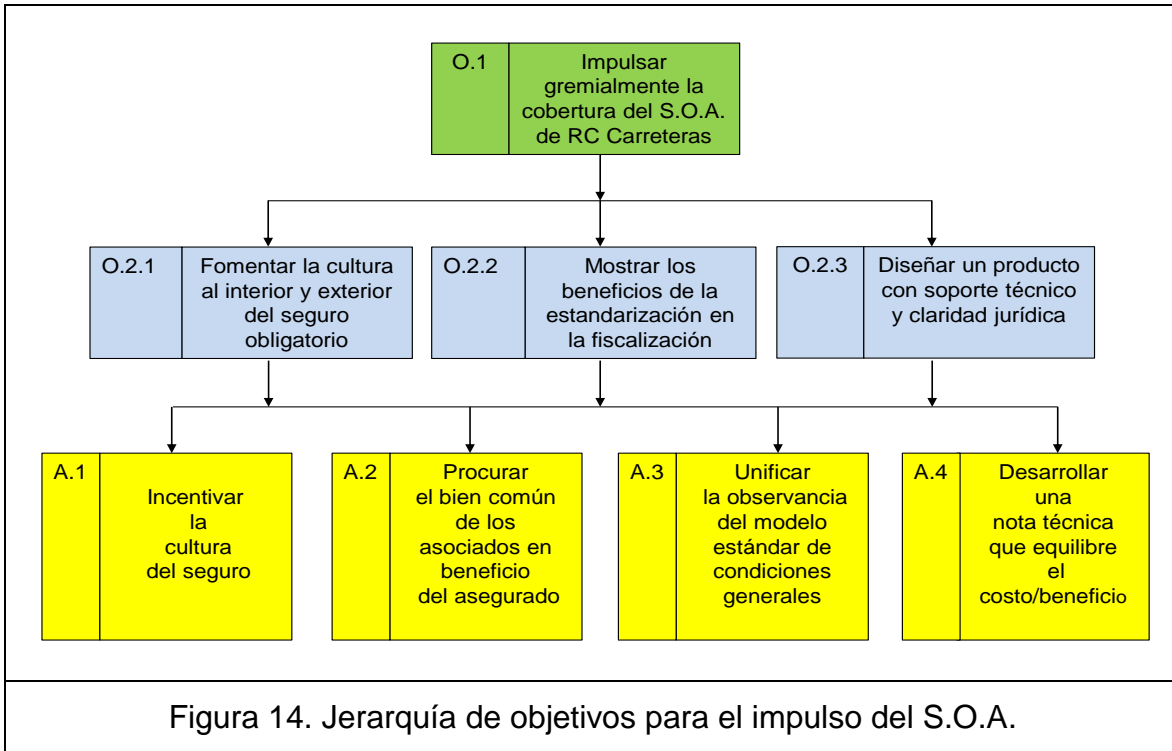 O.1
Impulsar
gremialmente la
cobertura del S.O.A.
de RC Carreteras
O.2.1
Fomentar la cultura
al interior y exterior
del seguro
obligatorio
O.2.2
Mostrar los
beneficios de la
estandarización en
la fiscalización
O.2.3
Diseñar un producto
con soporte técnico
y claridad jurídica
A.1
Incentivar
la
cultura
del seguro
A.2
Procurar
el bien común
de los
asociados en
beneficio
del asegurado
A.3
Unificar
la observancia
del modelo
estándar de
condiciones
generales
A.4
Desarrollar
una
nota técnica
que equilibre
el
costo/beneficio
Figura 14. Jerarquía de objetivos para el impulso del S.O.A.